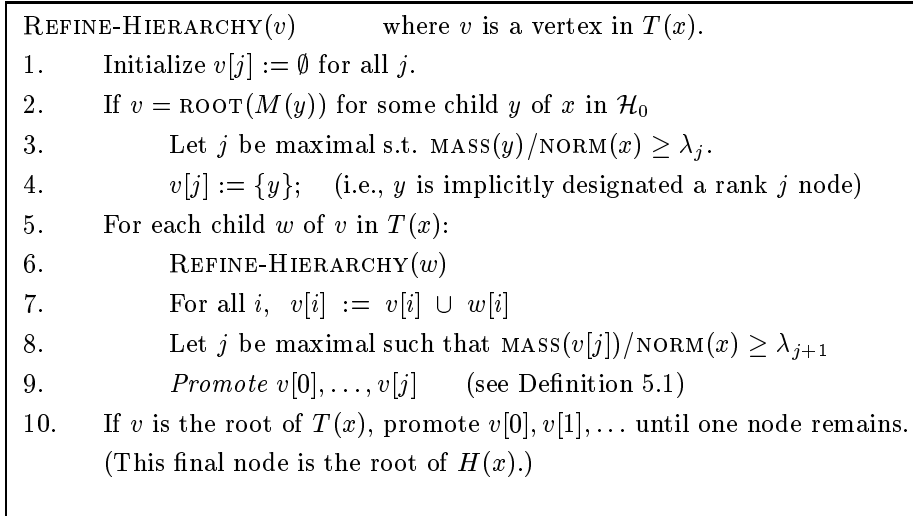 REFINE-HIERARCHY(v) where v is a vertex in T(x).
1. Initialize v[j] := ∅ for all j.
2. If v = ROOT(M(y)) for some child y of x in ℋ₀
3. Let j be maximal s.t. MASS(y)/NORM(x) ≥ λⱼ.
4. v[j] := {y}; (i.e., y is implicitly designated a rank j node)
5. For each child w of v in T(x):
6. REFINE-HIERARCHY(w)
7. For all i, v[i] := v[i] ∪ w[i]
8. Let j be maximal such that MASS(v[j])/NORM(x) ≥ λⱼ₊₁
9. Promote v[0], . . . , v[j] (see Definition 5.1)
10. If v is the root of T(x), promote v[0], v[1], . . . until one node remains.
(This final node is the root of H(x).)